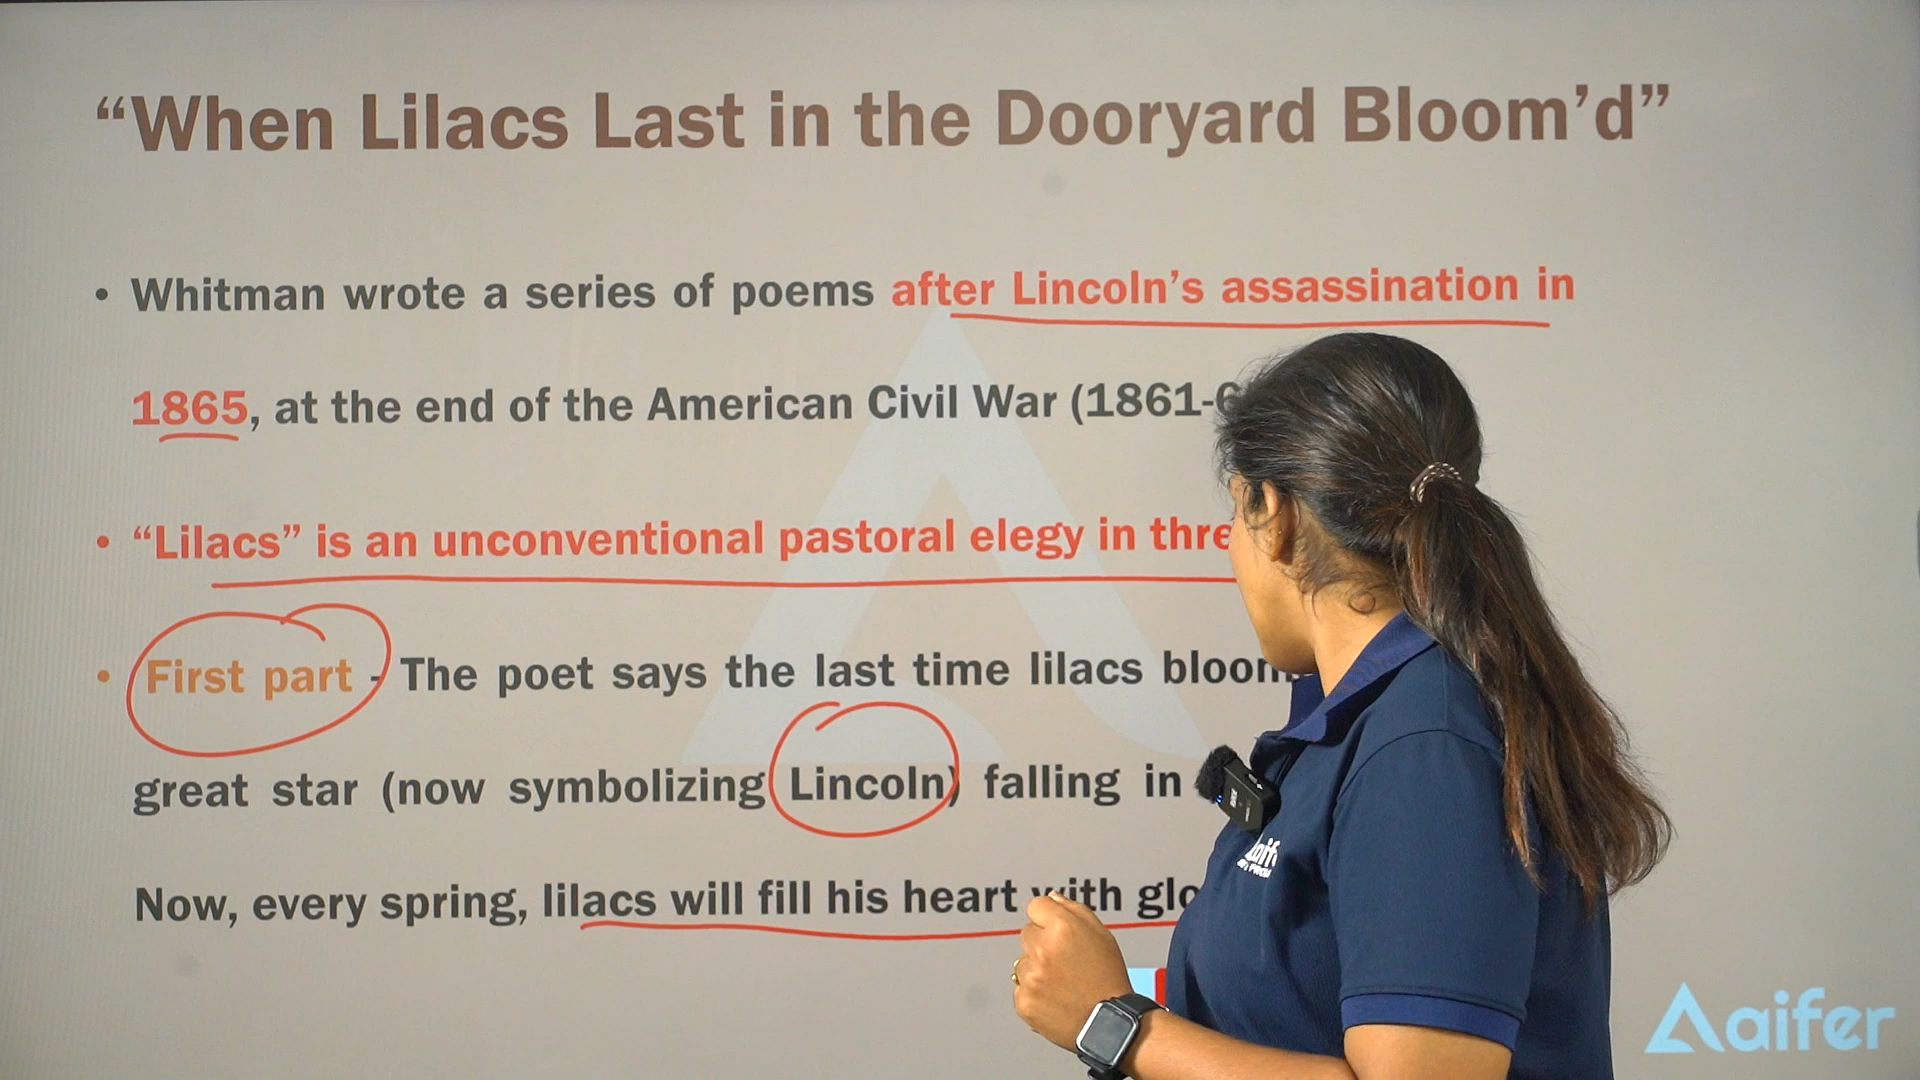 “When Lilacs Last in the Dooryard Bloom’d”
• Whitman wrote a series of poems after Lincoln’s assassination in
1865, at the end of the American Civil War (1861-6
• “Lilacs” is an unconventional pastoral elegy in thre
• First part - The poet says the last time lilacs bloom
great star (now symbolizing Lincoln) falling in
Now, every spring, lilacs will fill his heart with glo
aifer